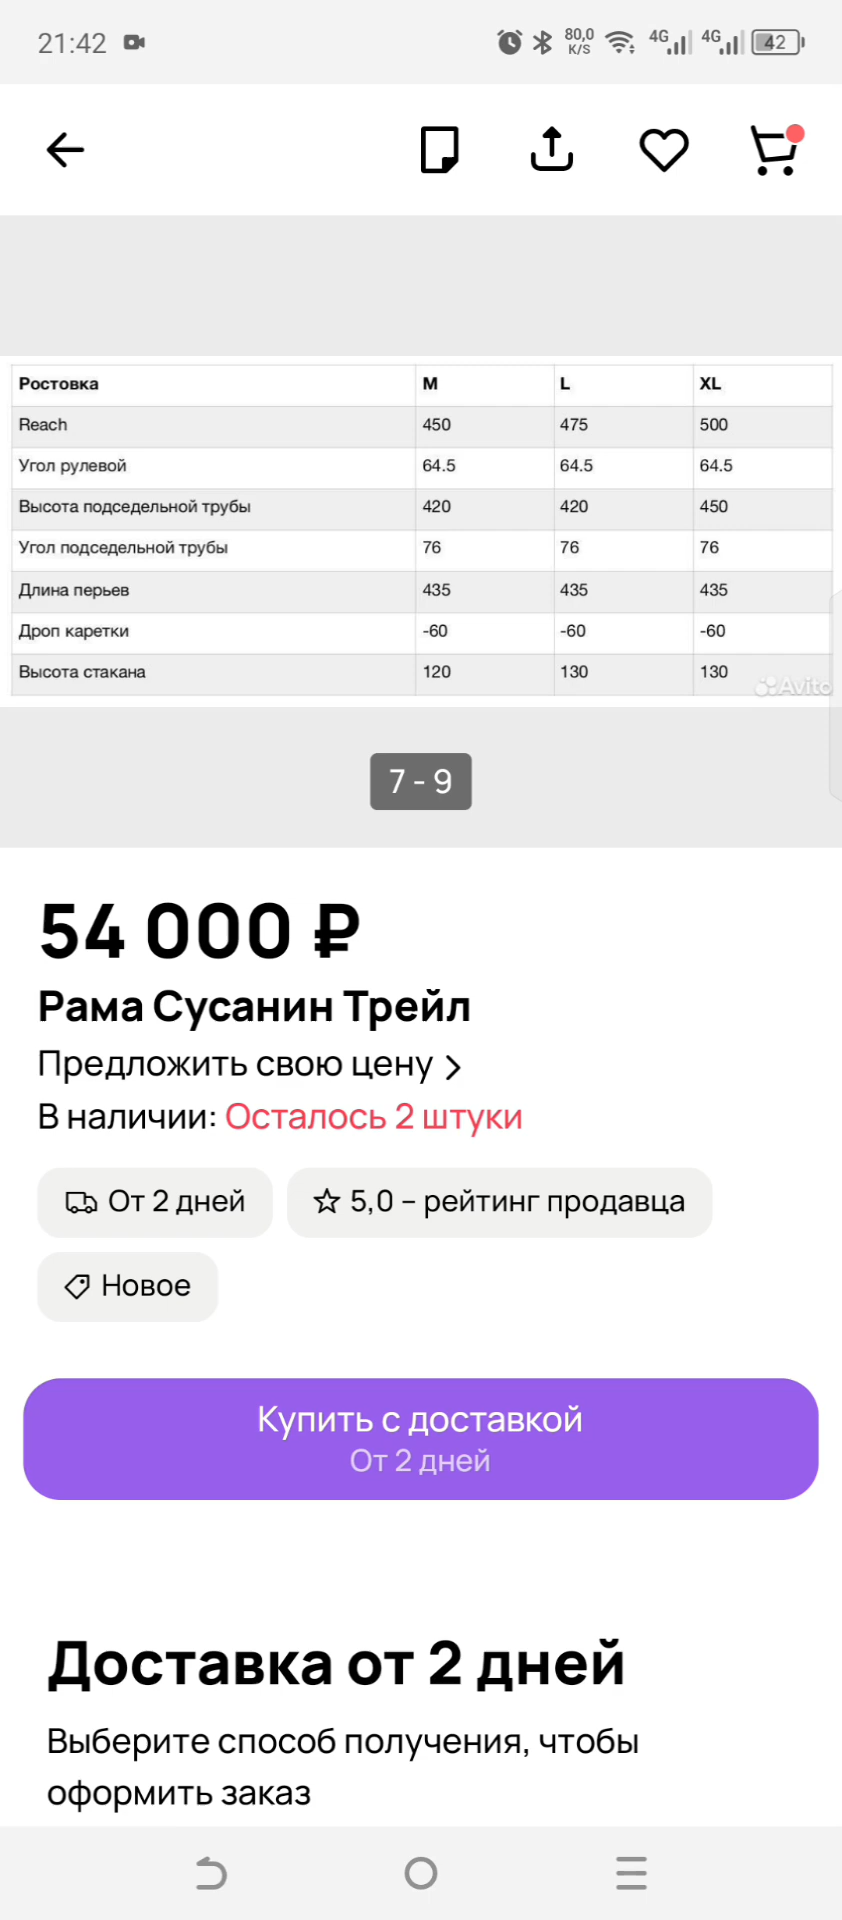 21:42 80,0 K/S 4G 4G 42
Ростовка M L XL
Reach 450 475 500
Угол рулевой 64.5 64.5 64.5
Высота подседельной трубы 420 420 450
Угол подседельной трубы 76 76 76
Длина перьев 435 435 435
Дроп каретки -60 -60 -60
Высота стакана 120 130 130
Avito
7 - 9
54 000 ₽
Рама Сусанин Трейл
Предложить свою цену
В наличии: Осталось 2 штуки
От 2 дней 5,0 – рейтинг продавца
Новое
Купить с доставкой
От 2 дней
Доставка от 2 дней
Выберите способ получения, чтобы
оформить заказ